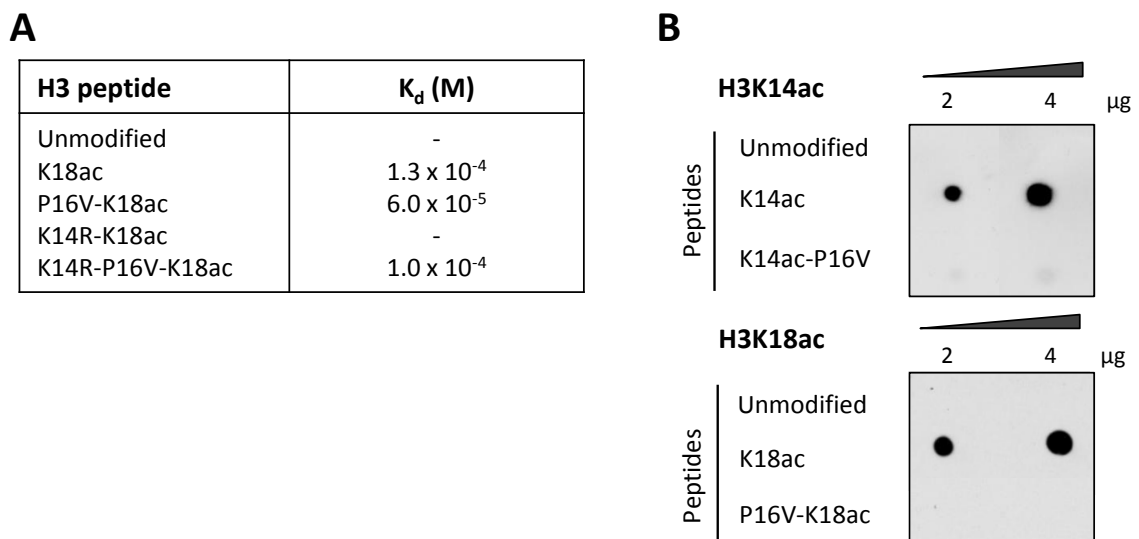 A
H3 peptide K_d (M)
Unmodified -
K18ac 1.3 x 10^-4
P16V-K18ac 6.0 x 10^-5
K14R-K18ac -
K14R-P16V-K18ac 1.0 x 10^-4
B
H3K14ac
2 4 μg
Peptides
Unmodified
K14ac
K14ac-P16V
H3K18ac
2 4 μg
Peptides
Unmodified
K18ac
P16V-K18ac